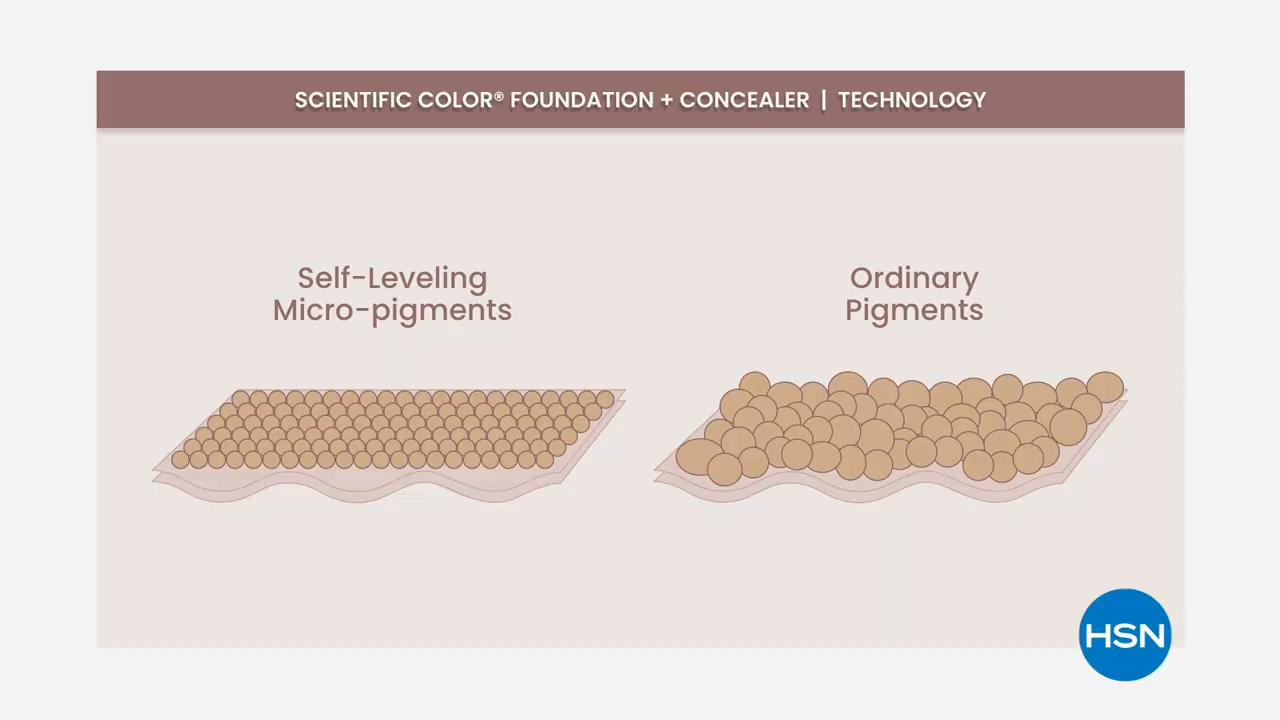 SCIENTIFIC COLOR® FOUNDATION + CONCEALER | TECHNOLOGY
Self-Leveling
Micro-pigments
Ordinary
Pigments
HSN